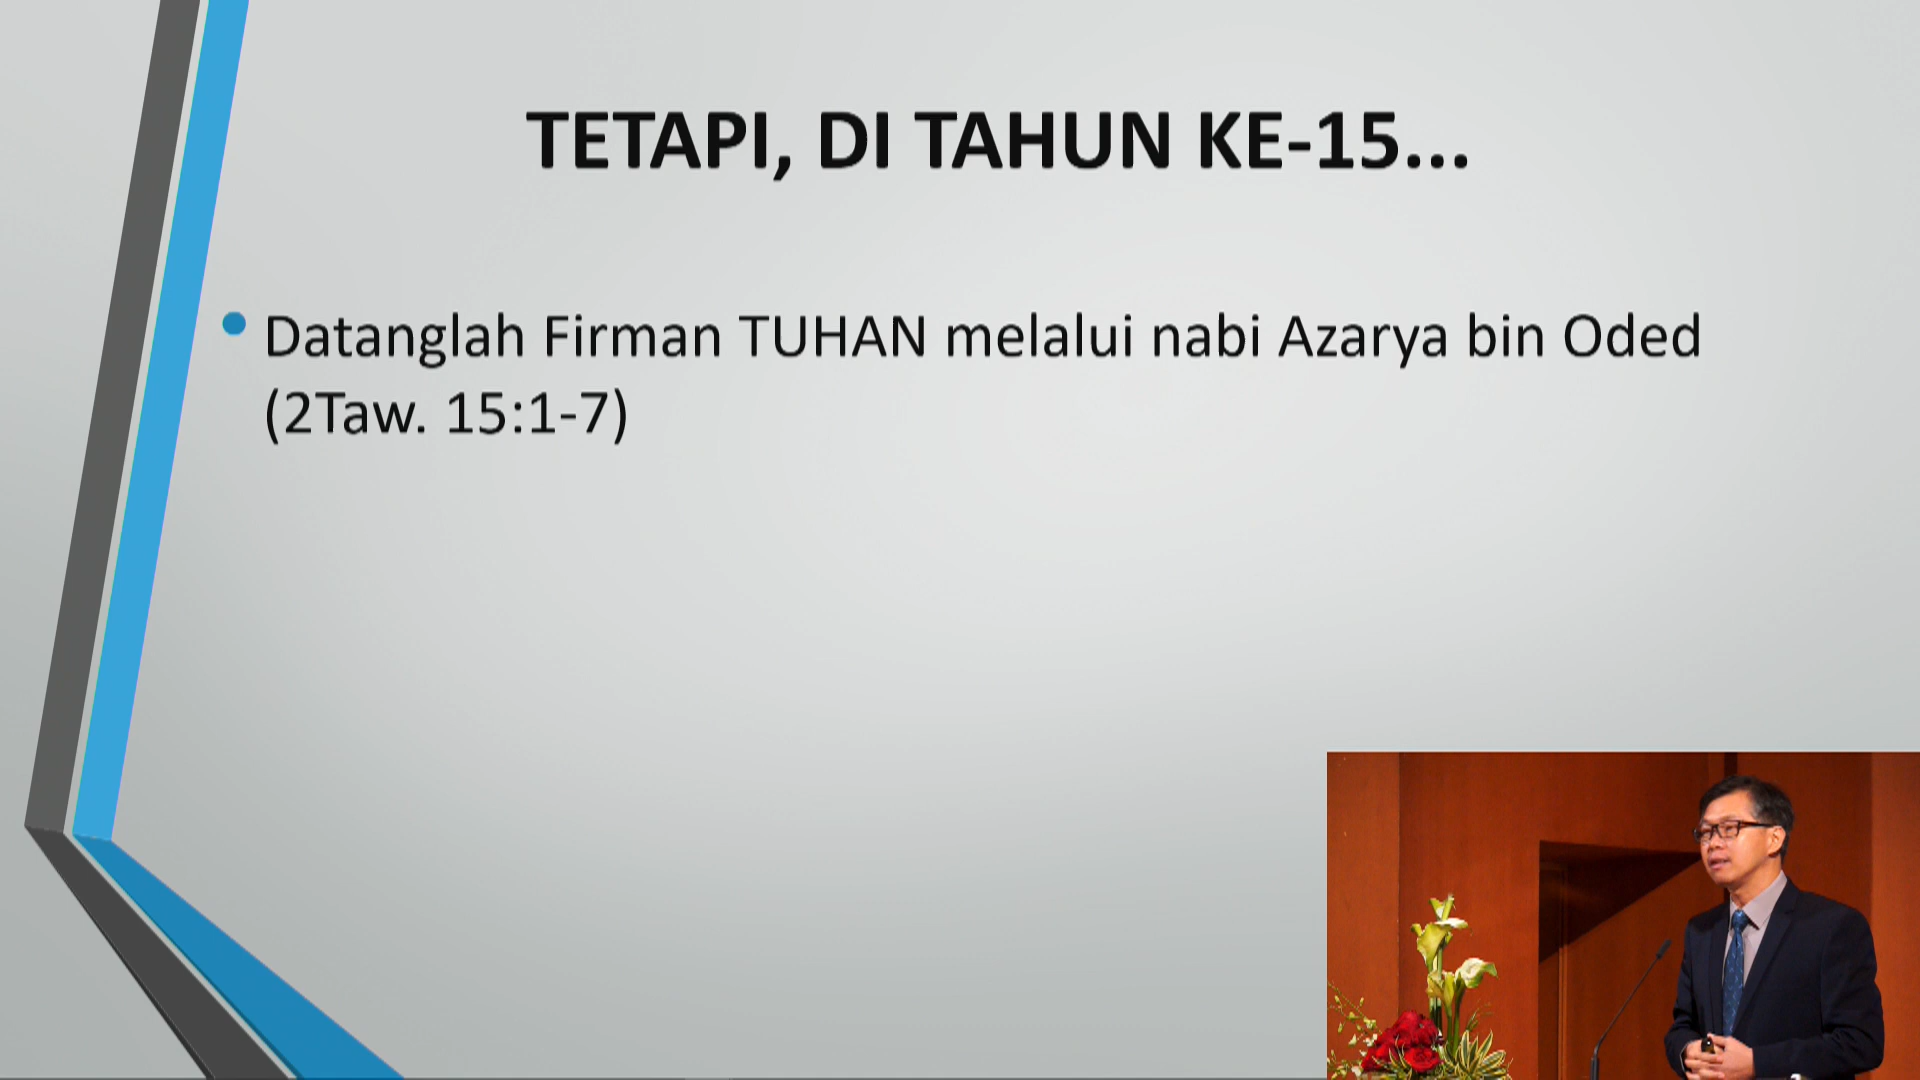 TETAPI, DI TAHUN KE-15...
Datanglah Firman TUHAN melalui nabi Azarya bin Oded
(2Taw. 15:1-7)